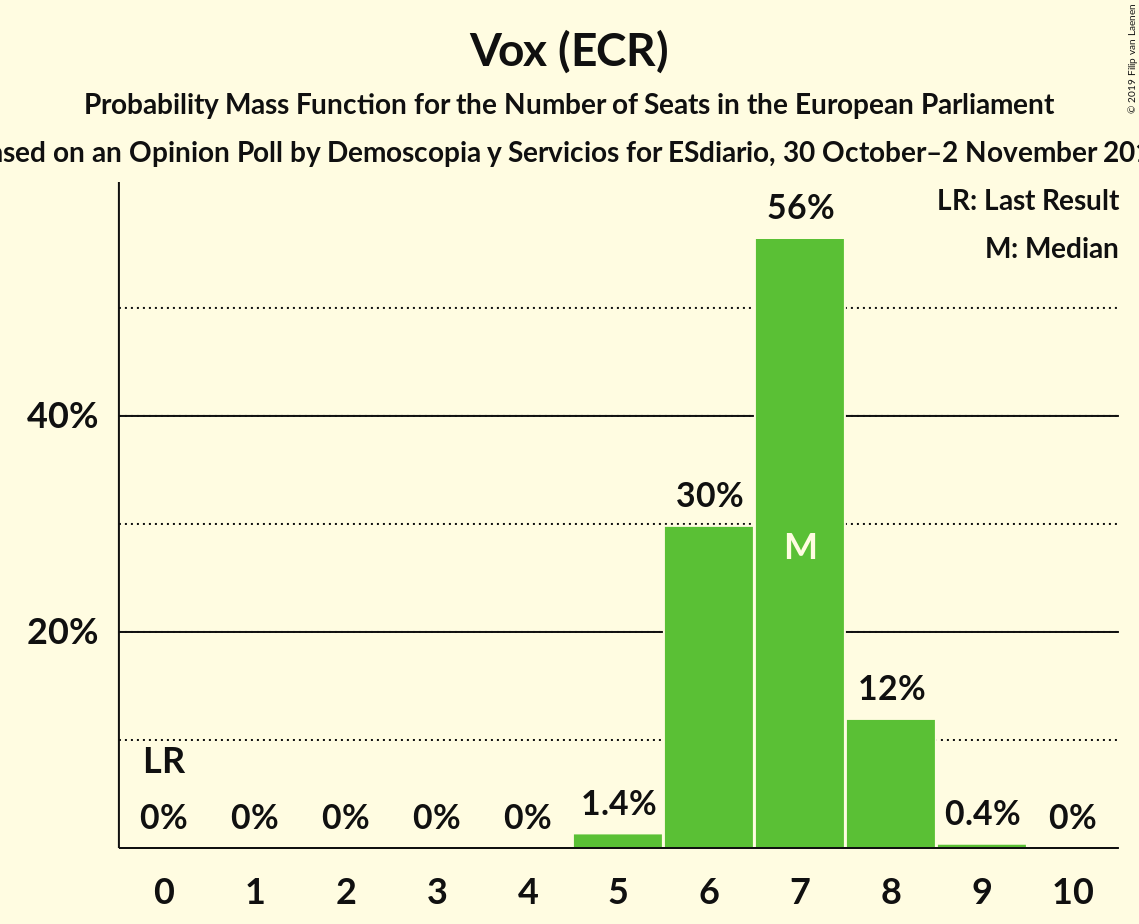 Vox (ECR)
Probability Mass Function for the Number of Seats in the European Parliament
on an Opinion Poll by Demoscopia y Servicios for ESdiario, 30 October–2 November
© 2019 Filip van Laenen
LR: Last Result
M: Median
56%
40%
30%
M
20%
12%
LR
0% 0% 0% 0% 0% 1.4% 0.4% 0%
0 1 2 3 4 5 6 7 8 9 10